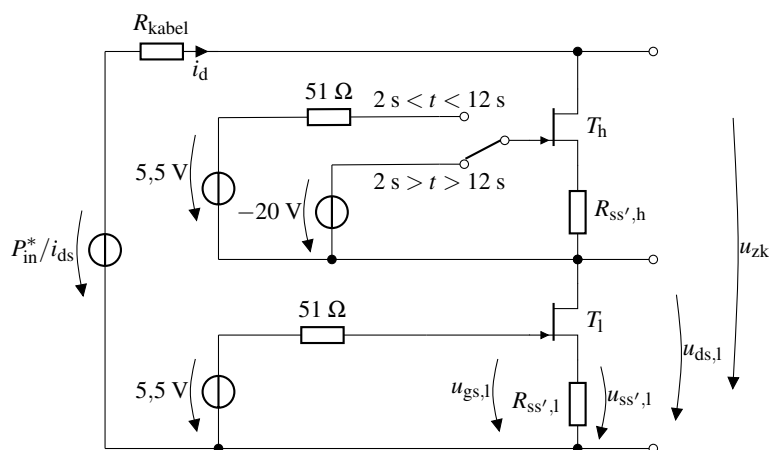 R_kabel
i_d
51 Ω
2 s < t < 12 s
T_h
5,5 V
−20 V
2 s > t > 12 s
R_ss′,h
P*_in/i_ds
u_zk
51 Ω
T_l
u_ds,l
5,5 V
u_gs,l
R_ss′,l
u_ss′,l